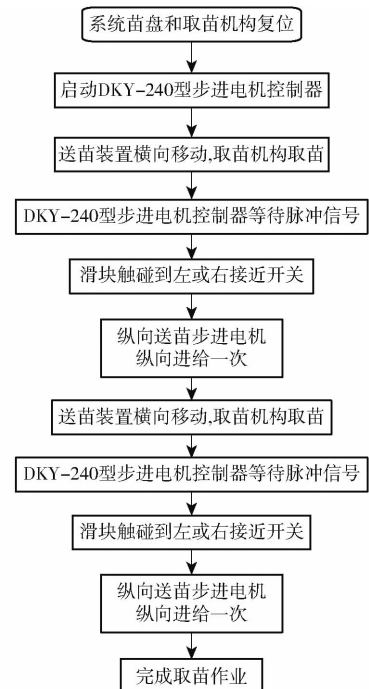 系统苗盘和取苗机构复位
启动DKY-240型步进电机控制器
送苗装置横向移动,取苗机构取苗
DKY-240型步进电机控制器等待脉冲信号
滑块触碰到左或右接近开关
纵向送苗步进电机
纵向进给一次
送苗装置横向移动,取苗机构取苗
DKY-240型步进电机控制器等待脉冲信号
滑块触碰到左或右接近开关
纵向送苗步进电机
纵向进给一次
完成取苗作业